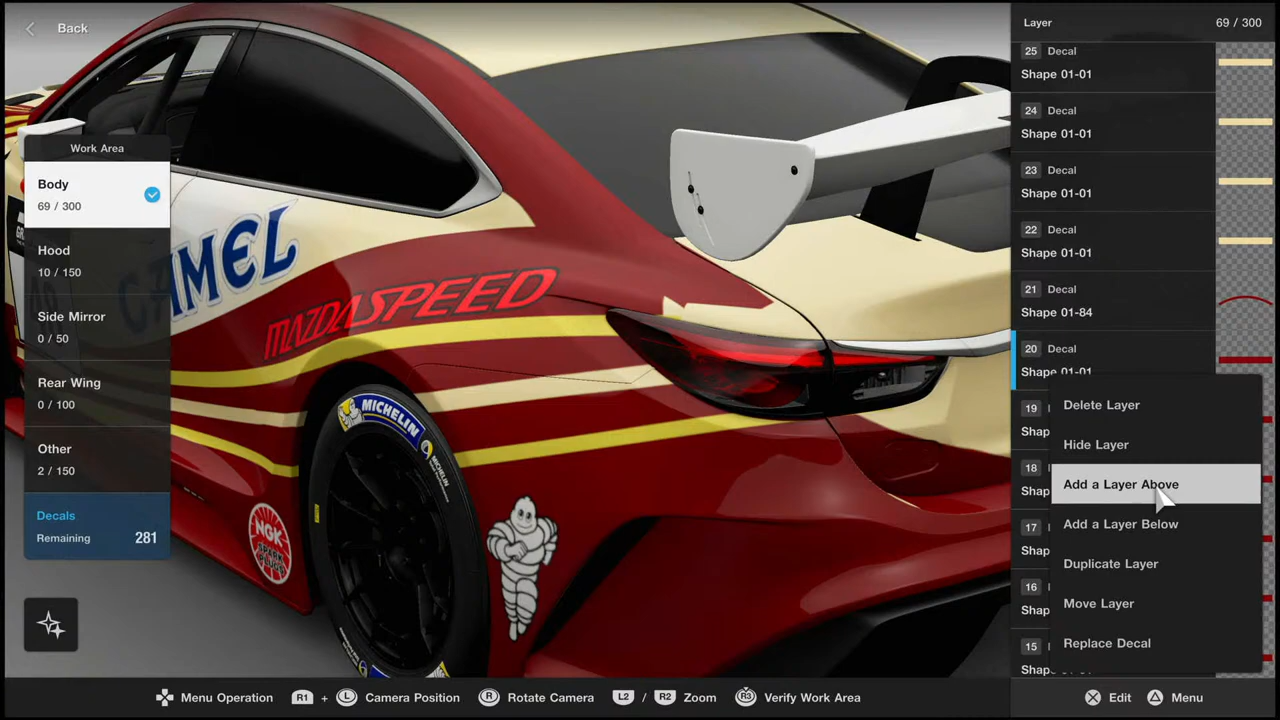 Back
Layer 69 / 300
Work Area
Body
69 / 300
Hood
10 / 150
Side Mirror
0 / 50
Rear Wing
0 / 100
Other
2 / 150
Decals
Remaining 281
CAMEL
MAZDASPEED
MICHELIN
MICHELIN
NGK
SPARK PLUGS
25 Decal
Shape 01-01
24 Decal
Shape 01-01
23 Decal
Shape 01-01
22 Decal
Shape 01-01
21 Decal
Shape 01-84
20 Decal
Shape 01-01
19
Shap
18
Shap
17
Shap
16
Shap
15
Shap
Delete Layer
Hide Layer
Add a Layer Above
Add a Layer Below
Duplicate Layer
Move Layer
Replace Decal
Menu Operation
R1 + L Camera Position
R Rotate Camera
L2 / R2 Zoom
R3 Verify Work Area
Edit
Menu